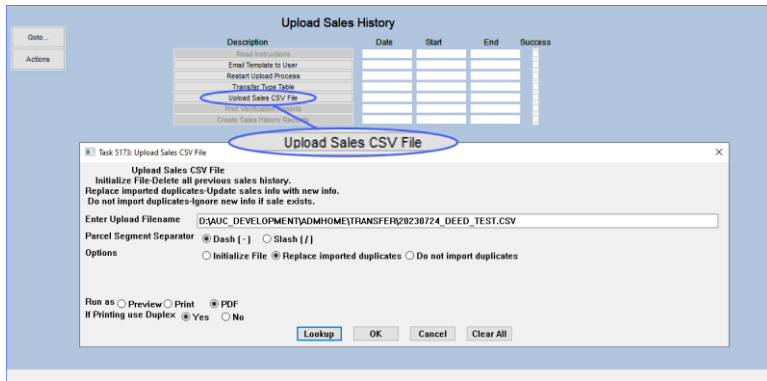 Upload Sales History
Goto...
Actions
Description Date Start End Success
Read Instructions
Email Template to User
Restart Upload Process
Transfer Type Table
Upload Sales CSV File
Print Verification Reports
Create Sales History Records
Upload Sales CSV File
Task 5173: Upload Sales CSV File
Upload Sales CSV File
Initialize File-Delete all previous sales history.
Replace imported duplicates-Update sales info with new info.
Do not import duplicates-Ignore new info if sale exists.
Enter Upload Filename D:\AUC_DEVELOPMENT\ADMHOME\TRANSFER\20230724_DEED_TEST.CSV
Parcel Segment Separator Dash [-] Slash [/]
Options Initialize File Replace imported duplicates Do not import duplicates
Run as Preview Print PDF
If Printing use Duplex Yes No
Lookup OK Cancel Clear All